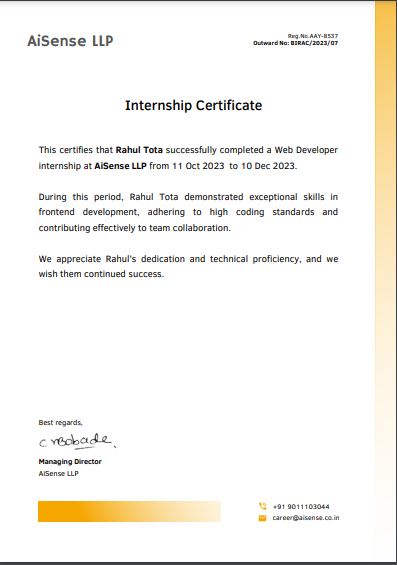 AiSense LLP
Reg.No.AAY-8537
Outward No: BIRAC/2023/07
Internship Certificate
This certifies that Rahul Tota successfully completed a Web Developer
internship at AiSense LLP from 11 Oct 2023 to 10 Dec 2023.
During this period, Rahul Tota demonstrated exceptional skills in
frontend development, adhering to high coding standards and
contributing effectively to team collaboration.
We appreciate Rahul's dedication and technical proficiency, and we
wish them continued success.
Best regards,
CMBobade.
Managing Director
AiSense LLP
+91 9011103044
career@aisense.co.in